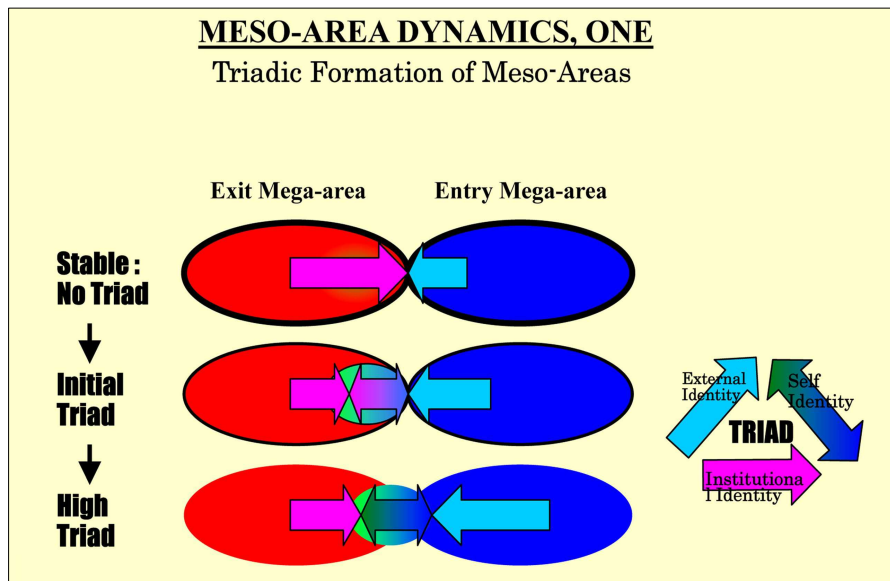 MESO-AREA DYNAMICS, ONE
Triadic Formation of Meso-Areas
Exit Mega-area
Entry Mega-area
Stable :
No Triad
Initial
Triad
High
Triad
External
Identity
Self
Identity
TRIAD
Institutiona
l Identity